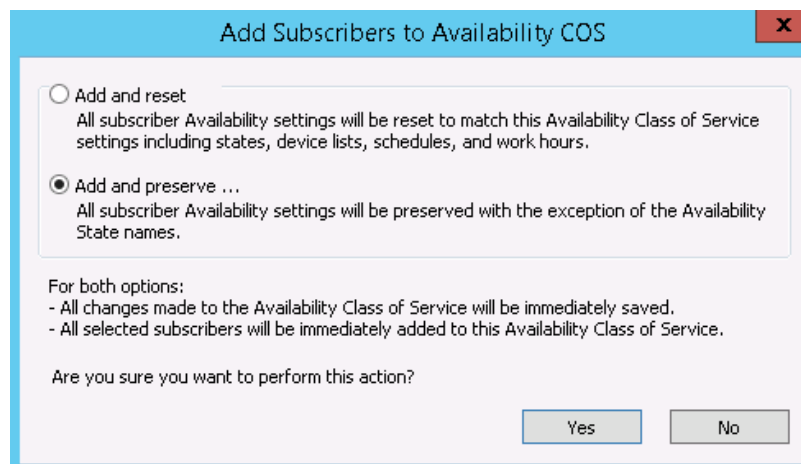 Add Subscribers to Availability COS
x
Add and reset
All subscriber Availability settings will be reset to match this Availability Class of Service
settings including states, device lists, schedules, and work hours.
Add and preserve ...
All subscriber Availability settings will be preserved with the exception of the Availability
State names.
For both options:
- All changes made to the Availability Class of Service will be immediately saved.
- All selected subscribers will be immediately added to this Availability Class of Service.
Are you sure you want to perform this action?
Yes
No